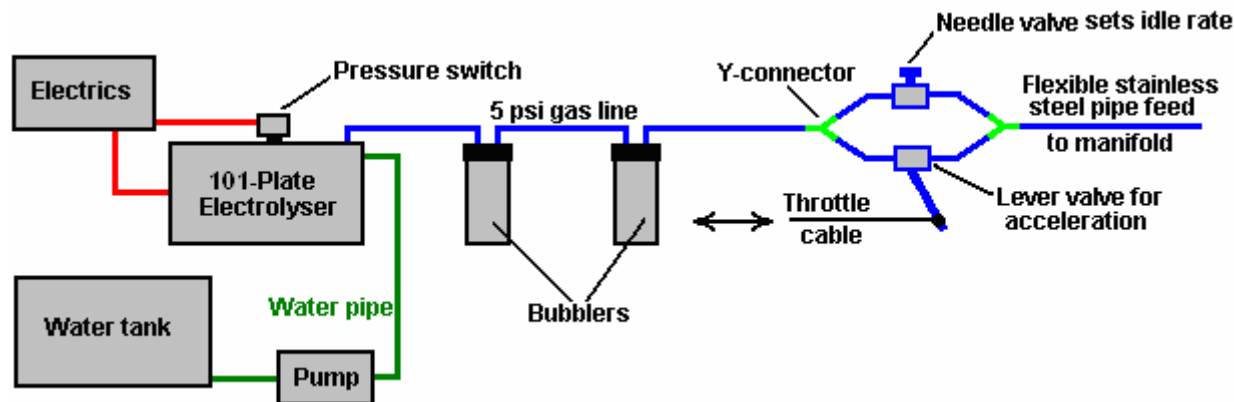 Needle valve sets idle rate
Pressure switch
Y-connector
Electrics
5 psi gas line
Flexible stainless
steel pipe feed
to manifold
101-Plate
Electrolyser
Throttle
cable
Lever valve for
acceleration
Water pipe
Bubblers
Water tank
Pump